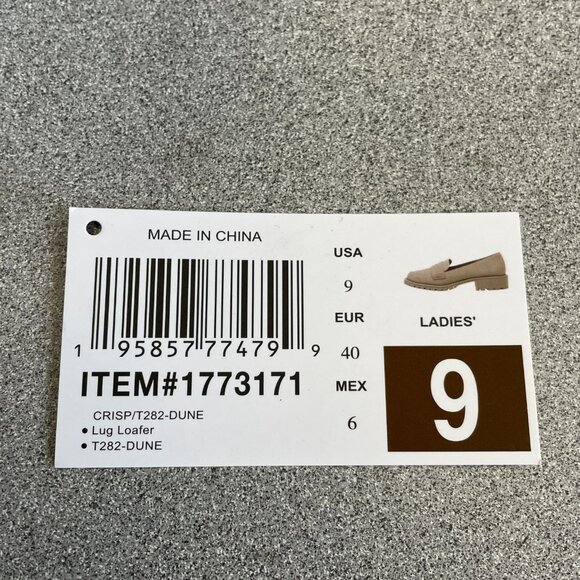 MADE IN CHINA
1 95857 77479 9
ITEM#1773171
CRISP/T282-DUNE
• Lug Loafer
• T282-DUNE
USA
9
EUR
40
MEX
6
LADIES'
9